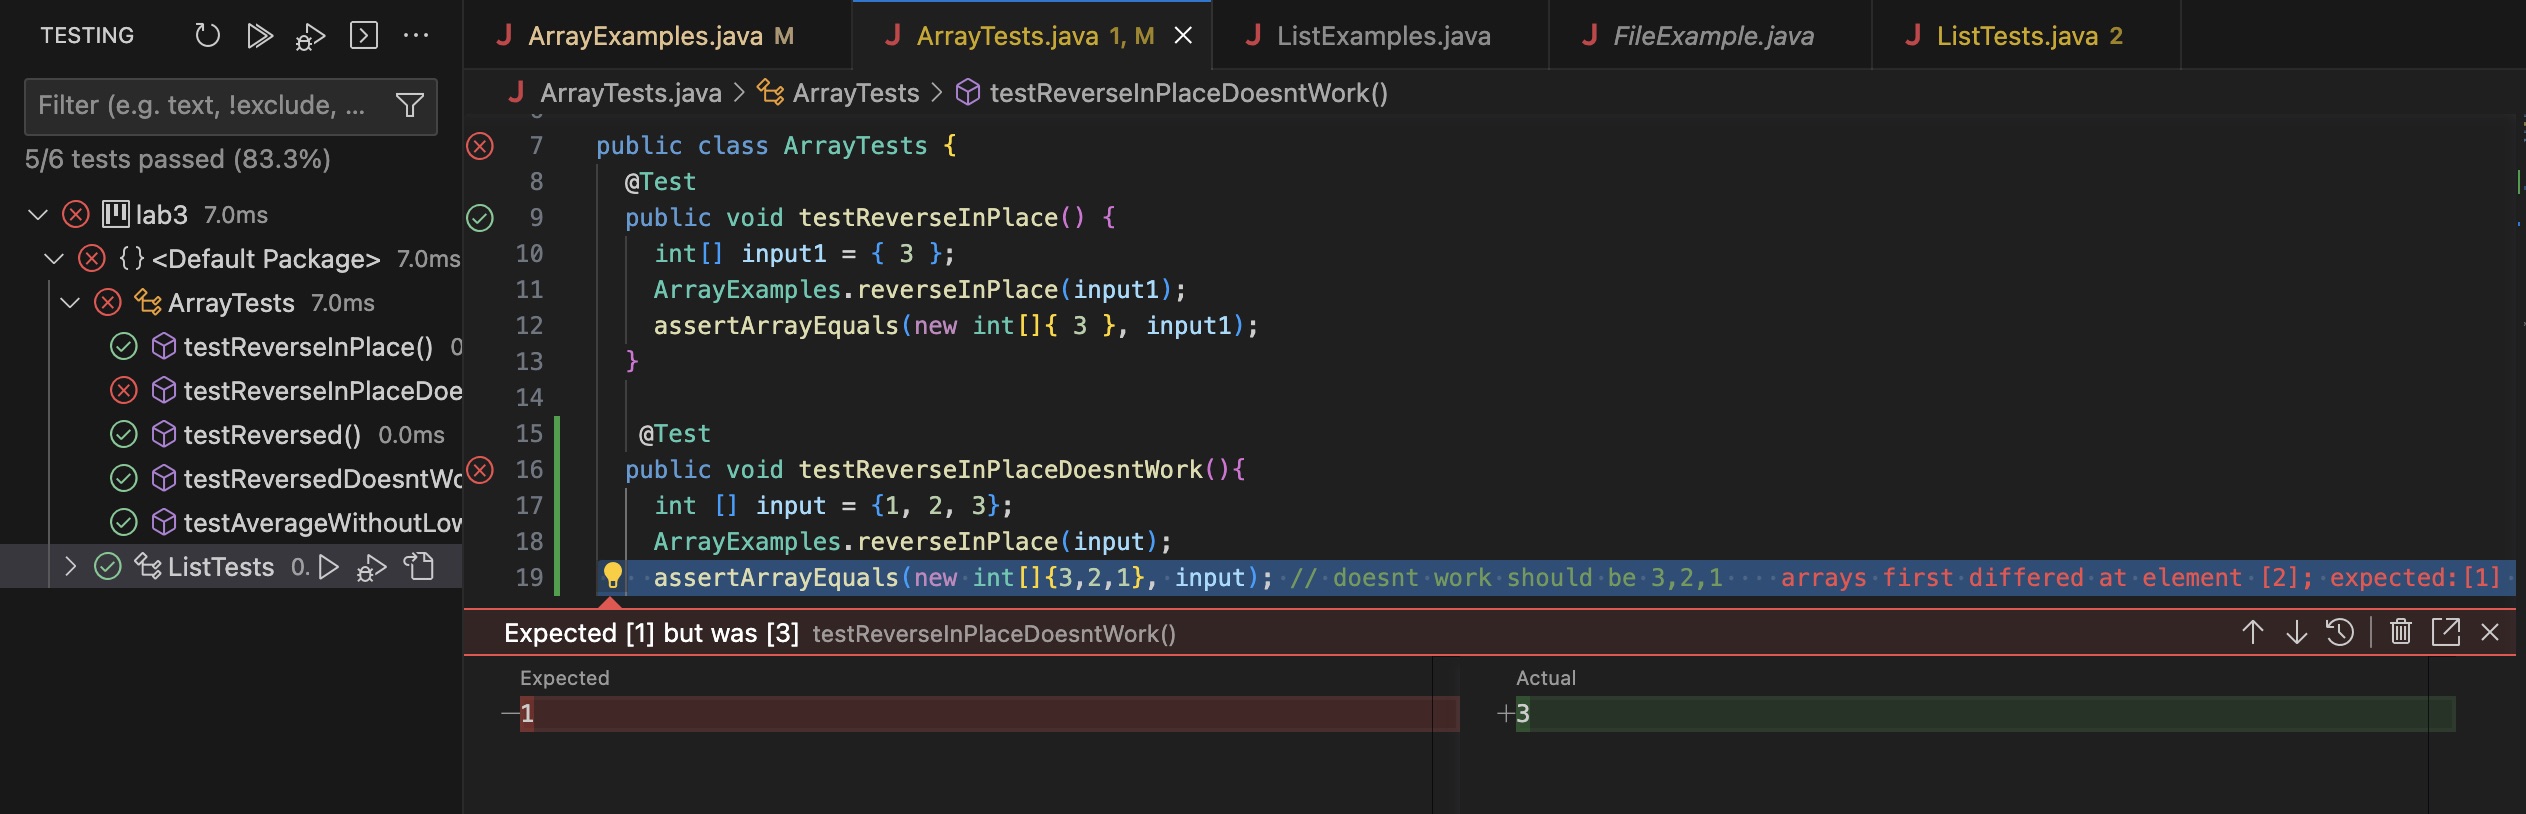 TESTING
Filter (e.g. text, !exclude, ...
5/6 tests passed (83.3%)
lab3 7.0ms
{} <Default Package> 7.0ms
ArrayTests 7.0ms
testReverseInPlace() 0
testReverseInPlaceDoe
testReversed() 0.0ms
testReversedDoesntWo
testAverageWithoutLow
ListTests 0.
J ArrayExamples.java M
J ArrayTests.java 1, M
J ListExamples.java
J FileExample.java
J ListTests.java 2
J ArrayTests.java > ArrayTests > testReverseInPlaceDoesntWork()
7 public class ArrayTests {
8 @Test
9 public void testReverseInPlace() {
10 int[] input1 = { 3 };
11 ArrayExamples.reverseInPlace(input1);
12 assertArrayEquals(new int[]{ 3 }, input1);
13 }
14
15 @Test
16 public void testReverseInPlaceDoesntWork(){
17 int [] input = {1, 2, 3};
18 ArrayExamples.reverseInPlace(input);
19 assertArrayEquals(new int[]{3,2,1}, input); // doesnt work should be 3,2,1 arrays first differed at element [2]; expected:[1]
Expected [1] but was [3] testReverseInPlaceDoesntWork()
Expected
−1
Actual
+3